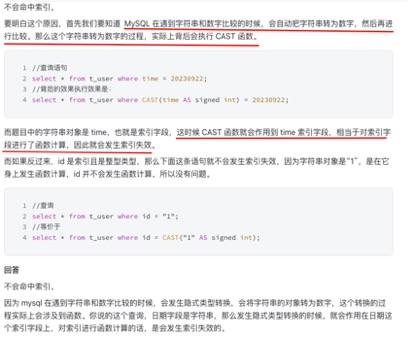 不会命中索引。
要明白这个原因，首先我们要知道 MySQL 在遇到字符串和数字比较的时候，会自动把字符串转为数字，然后再进
行比较，那么这个字符串转为数字的过程，实际上背后会执行 CAST 函数。
1 //查询语句
2 select * from t_user where time = 20230922;
3 //背后的效果执行效果是：
4 select * from t_user where CAST(time AS signed int) = 20230922;
而题目中的字符串对象是 time，也就是索引字段，这时候 CAST 函数就会作用到 time 索引字段，相当于对索引字
段进行了函数计算，因此就会发生索引失效。
而如果反过来，id 是索引且是整型类型，那么下面这条语句就不会发生索引失效，因为字符串对象是“1”，是在它
身上发生函数计算，id 并不会发生函数计算，所以没有问题。
1 //查询
2 select * from t_user where id = "1";
3 //等价于
4 select * from t_user where id = CAST("1" AS signed int);
回答
不会命中索引。
因为 mysql 在遇到字符串和数字比较的时候，会发生隐式类型转换，会将字符串的对象转为数字，这个转换的过
程实际上会涉及到函数。你说的这个查询，日期字段是字符串，那么发生隐式类型转换的时候，就会作用在日期这
个索引字段上，对索引进行函数计算的话，是会发生索引失效的。